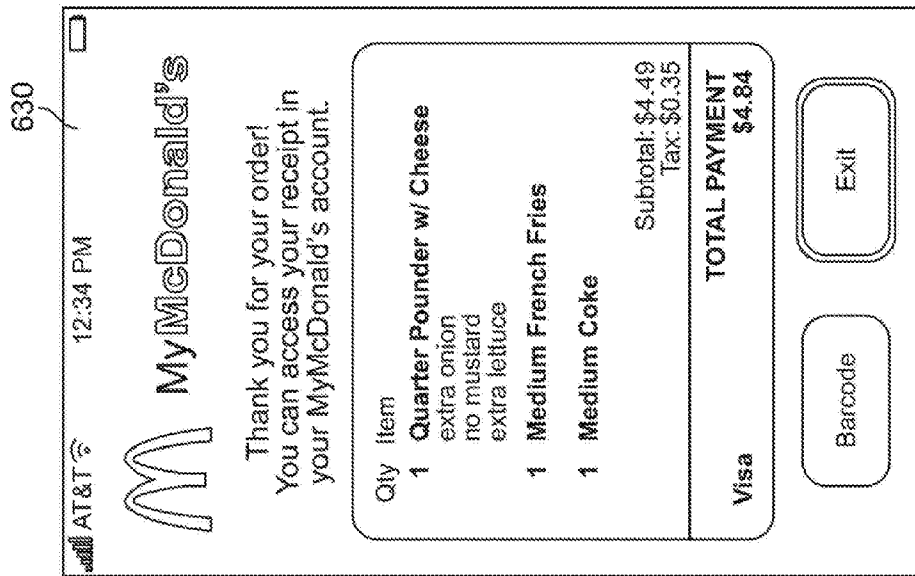 630
AT&T 12:34 PM
MyMcDonald's
Thank you for your order!
You can access your receipt in
your MyMcDonald's account.
Qty Item
1 Quarter Pounder w/ Cheese
extra onion
no mustard
extra lettuce
1 Medium French Fries
1 Medium Coke
Subtotal: $4.49
Tax: $0.35
TOTAL PAYMENT
Visa $4.84
Barcode Exit